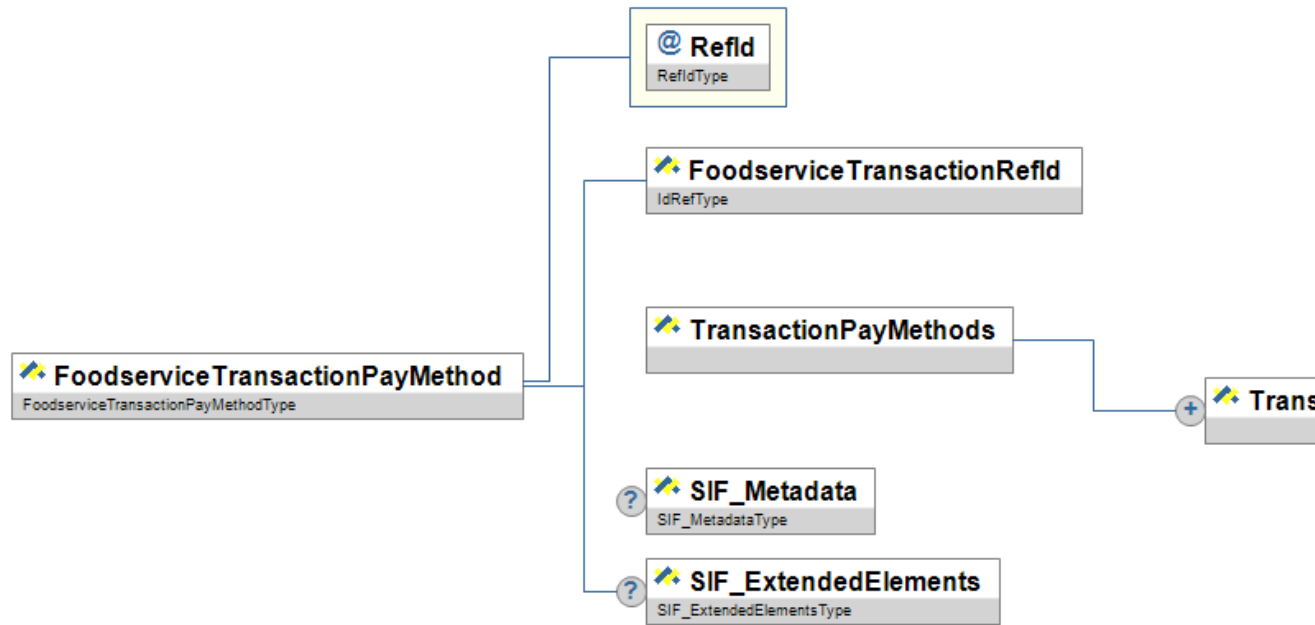 @ RefId
RefIdType
FoodserviceTransactionRefId
IdRefType
TransactionPayMethods
FoodserviceTransactionPayMethod
FoodserviceTransactionPayMethodType
+ Trans
? SIF_Metadata
SIF_MetadataType
? SIF_ExtendedElements
SIF_ExtendedElementsType